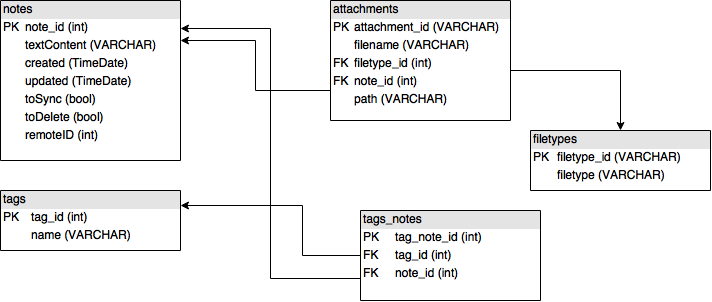 notes
PK note_id (int)
textContent (VARCHAR)
created (TimeDate)
updated (TimeDate)
toSync (bool)
toDelete (bool)
remoteID (int)
attachments
PK attachment_id (VARCHAR)
filename (VARCHAR)
FK filetype_id (int)
FK note_id (int)
path (VARCHAR)
filetypes
PK filetype_id (VARCHAR)
filetype (VARCHAR)
tags
PK tag_id (int)
name (VARCHAR)
tags_notes
PK tag_note_id (int)
FK tag_id (int)
FK note_id (int)